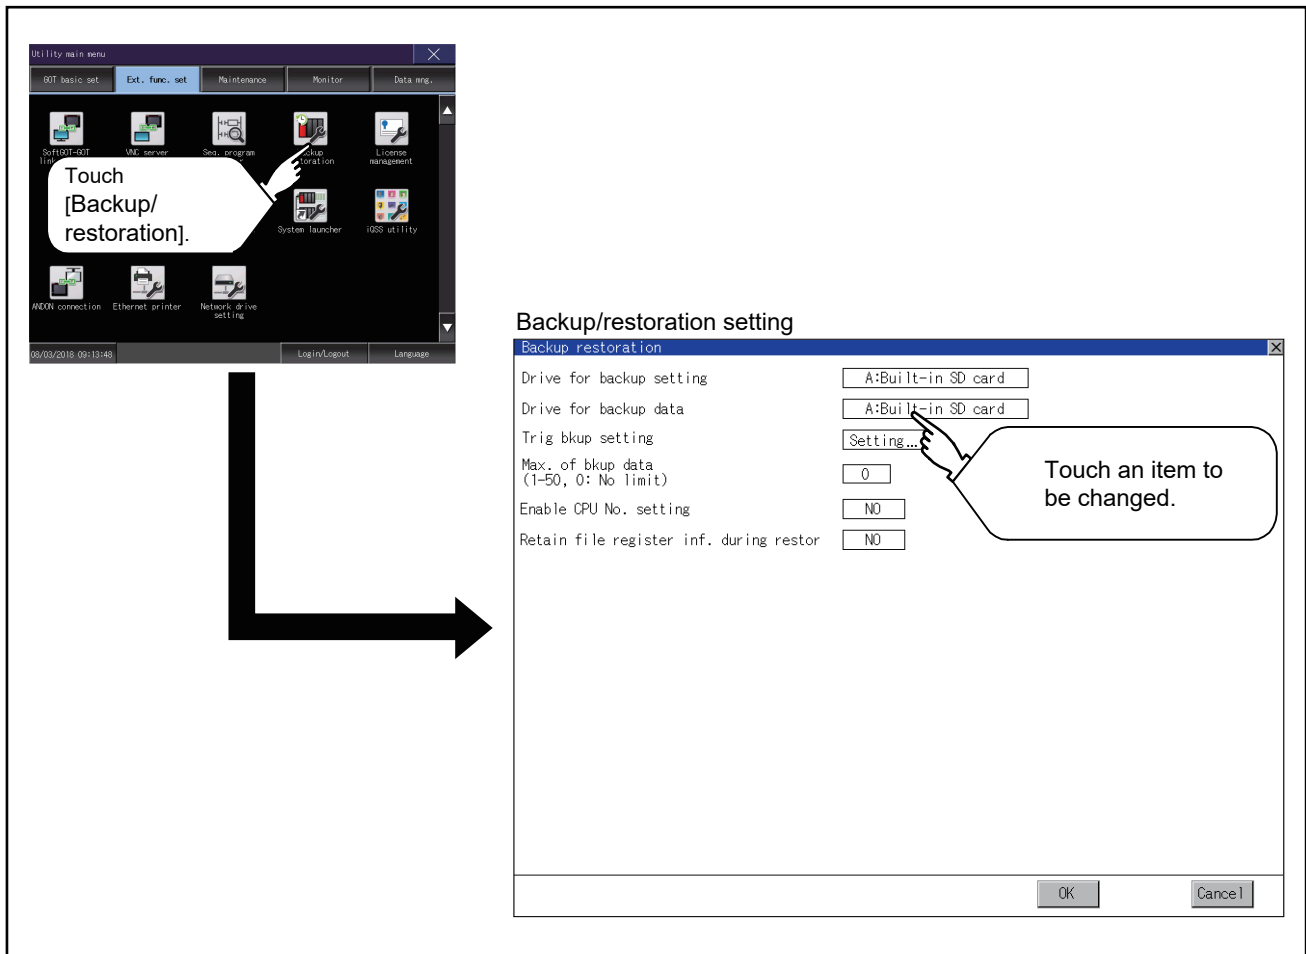 Utility main menu
GOT basic set
Ext. func. set
Maintenance
Monitor
Data mng.
SoftGOT-GOT
VNC server
Seq. program
License
management
Touch
[Backup/
restoration].
System launcher
iQSS utility
ANDON connection
Ethernet printer
Network drive
setting
08/03/2018 09:13:48
Login/Logout
Language
Backup/restoration setting
Backup restoration
Drive for backup setting
A:Built-in SD card
Drive for backup data
A:Built-in SD card
Trig bkup setting
Setting...
Max. of bkup data
(1-50, 0: No limit)
0
Enable CPU No. setting
NO
Retain file register inf. during restor
NO
Touch an item to
be changed.
OK
Cancel